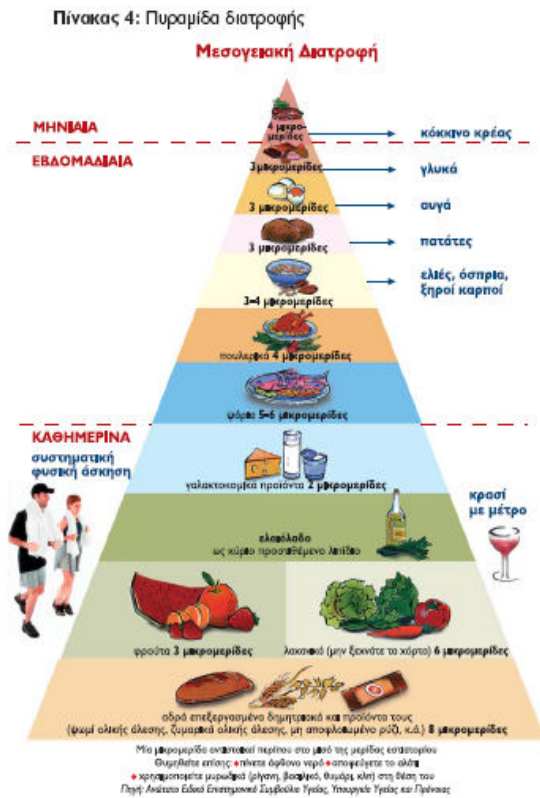 Πίνακας 4: Πυραμίδα διατροφής
Μεσογειακή Διατροφή
ΜΗΝΙΑΙΑ
4 μικρο-
μερίδες
κόκκινο κρέας
ΕΒΔΟΜΑΔΙΑΙΑ
3 μικρομερίδες
γλυκά
3 μικρομερίδες
αυγά
3 μικρομερίδες
πατάτες
3-4 μικρομερίδες
ελιές, όσπρια,
ξηροί καρποί
πουλερικά 4 μικρομερίδες
ψάρια 5-6 μικρομερίδες
ΚΑΘΗΜΕΡΙΝΑ
συστηματική
φυσική άσκηση
γαλακτοκομικά προϊόντα 2 μικρομερίδες
κρασί
με μέτρο
ελαιόλαδο
ως κύριο προστιθέμενο λιπίδιο
φρούτα 3 μικρομερίδες
λαχανικά (μην ξεχνάτε τα χόρτα) 6 μικρομερίδες
αδρά επεξεργασμένα δημητριακά και προϊόντα τους
(ψωμί ολικής άλεσης, ζυμαρικά ολικής άλεσης, μη αποφλοιωμένο ρύζι, κ.ά.) 8 μικρομερίδες
Μία μικρομερίδα αντιστοιχεί περίπου στο μισό της μερίδας εστιατορίου
Θυμηθείτε επίσης: ♦ πίνετε άφθονο νερό ♦ αποφεύγετε το αλάτι
♦ χρησιμοποιείτε μυρωδικά (ρίγανη, βασιλικό, θυμάρι, κλπ) στη θέση του
Πηγή: Ανώτατο Ειδικό Επιστημονικό Συμβούλιο Υγείας, Υπουργείο Υγείας και Πρόνοιας